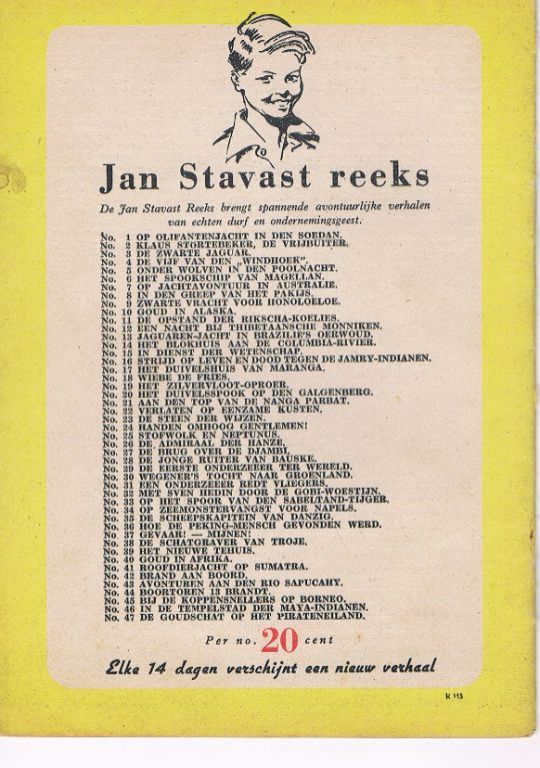 Jan Stavast reeks
De Jan Stavast Reeks brengt spannende avontuurlijke verhalen
van echten durf en ondernemingsgeest.
No. 1 OP OLIFANTENJACHT IN DEN SOEDAN.
No. 2 KLAUS STÖRTEBEKER, DE VRIJBUITER.
No. 3 DE ZWARTE JAGUAR.
No. 4 DE VIJF VAN DEN „WINDHOEK".
No. 5 ONDER WOLVEN IN DEN POOLNACHT.
No. 6 HET SPOOKSCHIP VAN MAGELLAN.
No. 7 OP JACHTAVONTUUR IN AUSTRALIE.
No. 8 IN DEN GREEP VAN HET PAKIJS.
No. 9 ZWARTE VRACHT VOOR HONOLOELOE.
No. 10 GOUD IN ALASKA.
No. 11 DE OPSTAND DER RIKSCHA-KOELIES.
No. 12 EEN NACHT BIJ THIBETAANSCHE MONNIKEN.
No. 13 JAGUAREN-JACHT IN BRAZILIE'S OERWOUD.
No. 14 HET BLOKHUIS AAN DE COLUMBIA-RIVIER.
No. 15 IN DIENST DER WETENSCHAP.
No. 16 STRIJD OP LEVEN EN DOOD TEGEN DE JAMRY-INDIANEN.
No. 17 HET DUIVELSHUIS VAN MARANGA.
No. 18 WIEBE DE FRIES.
No. 19 HET ZILVERVLOOT-OPROER.
No. 20 HET DUIVELSSPOOK OP DEN GALGENBERG.
No. 21 AAN DEN TOP VAN DE NANGA PARBAT.
No. 22 VERLATEN OP EENZAME KUSTEN,
No. 23 DE STEEN DER WIJZEN.
No. 24 HANDEN OMHOOG GENTLEMEN!
No. 25 STOFWOLK EN NEPTUNUS.
No. 26 DE ADMIRAAL DER HANZE.
No. 27 DE BRUG OVER DE DJAMBI.
No. 28 DE JONGE RUITER VAN BAUSKE.
No. 29 DE EERSTE ONDERZEEER TER WERELD.
No. 30 WEGENER'S TOCHT NAAR GROENLAND.
No. 31 EEN ONDERZEEER REDT VLIEGERS.
No. 32 MET SVEN HEDIN DOOR DE GOBI-WOESTIJN.
No. 33 OP HET SPOOR VAN DEN SABELTAND-TIJGER.
No. 34 OP ZEEMONSTERVANGST VOOR NAPELS.
No. 35 DE SCHEEPSKAPITEIN VAN DANZIG.
No. 36 HOE DE PEKING-MENSCH GEVONDEN WERD.
No. 37 GEVAAR! — MIJNEN!
No. 38 DE SCHATGRAVER VAN TROJE.
No. 39 HET NIEUWE TEHUIS.
No. 40 GOUD IN AFRIKA.
No. 41 ROOFDIERJACHT OP SUMATRA.
No. 42 BRAND AAN BOORD.
No. 43 AVONTUREN AAN DEN RIO SAPUCAHY.
No. 44 BOORTOREN 13 BRANDT.
No. 45 BIJ DE KOPPENSNELLERS OP BORNEO.
No. 46 IN DE TEMPELSTAD DER MAYA-INDIANEN.
No. 47 DE GOUDSCHAT OP HET PIRATENEILAND.
Per no. 20 cent
Elke 14 dagen verschijnt een nieuw verhaal
K 113